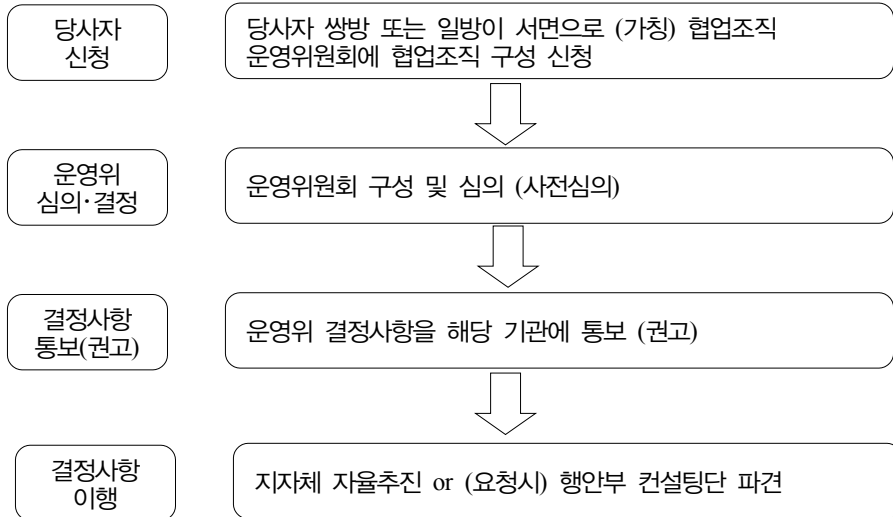 당사자
신청
당사자 쌍방 또는 일방이 서면으로 (가칭) 협업조직
운영위원회에 협업조직 구성 신청
운영위
심의·결정
운영위원회 구성 및 심의 (사전심의)
결정사항
통보(권고)
운영위 결정사항을 해당 기관에 통보 (권고)
결정사항
이행
지자체 자율추진 or (요청시) 행안부 컨설팅단 파견